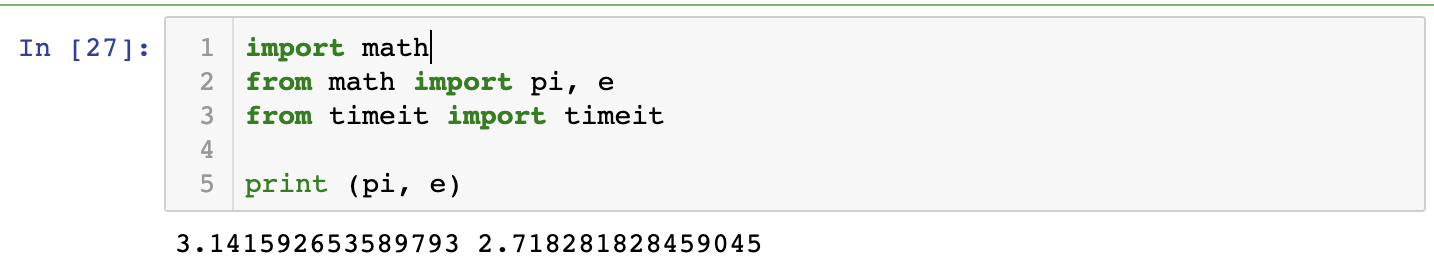 In [27]: 1 import math
2 from math import pi, e
3 from timeit import timeit
4
5 print (pi, e)
3.141592653589793 2.718281828459045